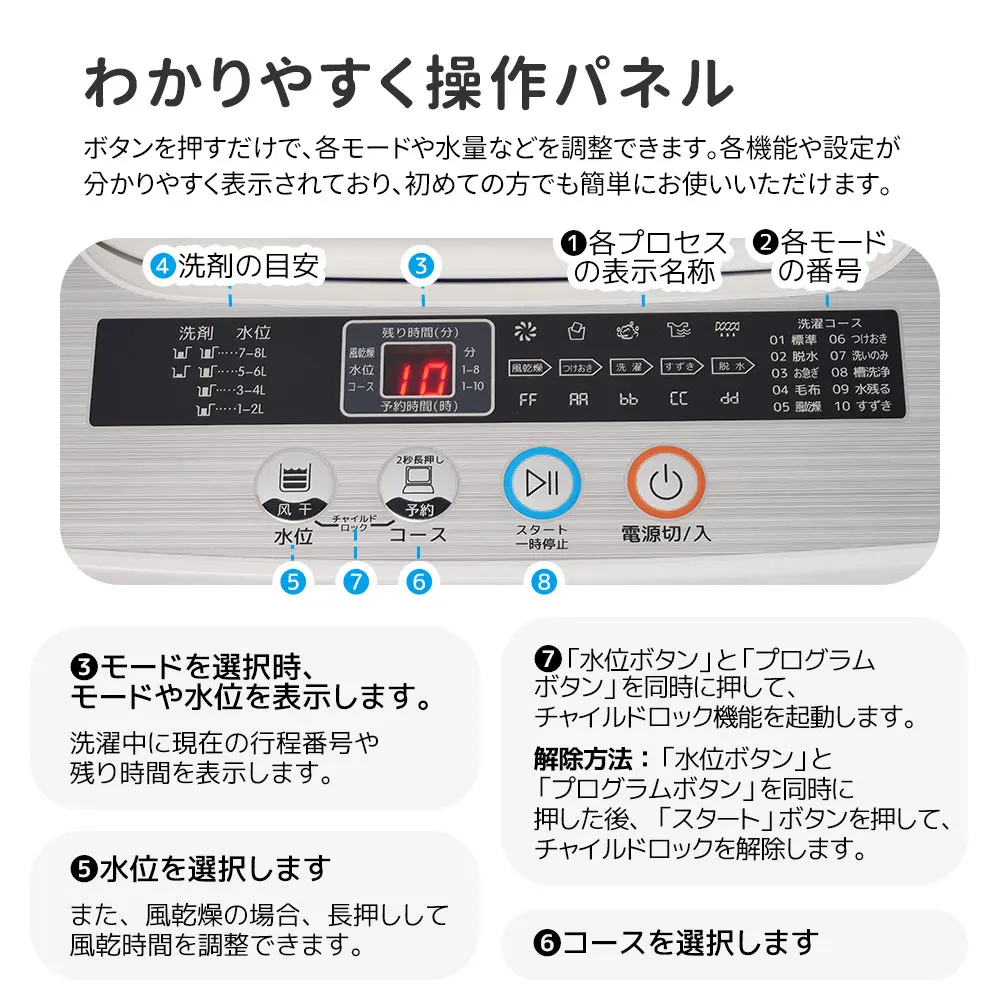 わかりやすく操作パネル
ボタンを押すだけで、各モードや水量などを調整できます。各機能や設定が
分かりやすく表示されており、初めての方でも簡単にお使いいただけます。
❹洗剤の目安
❸
❶各プロセス
の表示名称
❷各モード
の番号
洗剤 水位
·····7-8L
·····5-6L
···3-4L
···1-2L
残り時間(分)
風乾燥 分
水位 1-8
コース 1-10
10
予約時間(時)
風乾燥 つけおき 洗濯 すすぎ 脱水
FF AA bb CC dd
洗濯コース
01 標準 06 つけおき
02 脱水 07 洗いのみ
03 お急ぎ 08 槽洗浄
04 毛布 09 水残る
05 風乾燥 10 すすぎ
风干
水位
チャイルド
ロック
2秒長押し
予約
コース
スタート
一時停止
電源切/入
❺ ❼ ❻ ❽
❸モードを選択時、
モードや水位を表示します。
洗濯中に現在の行程番号や
残り時間を表示します。
❺水位を選択します
また、風乾燥の場合、長押しして
風乾時間を調整できます。
❼「水位ボタン」と「プログラム
ボタン」を同時に押して、
チャイルドロック機能を起動します。
解除方法：「水位ボタン」と
「プログラムボタン」を同時に
押した後、「スタート」ボタンを押して、
チャイルドロックを解除します。
❻コースを選択します